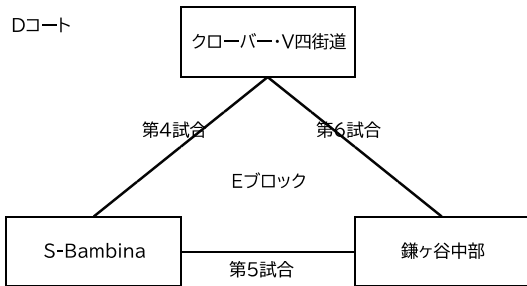 Dコート
クローバー・V四街道
第4試合
第6試合
Eブロック
S-Bambina
鎌ヶ谷中部
第5試合